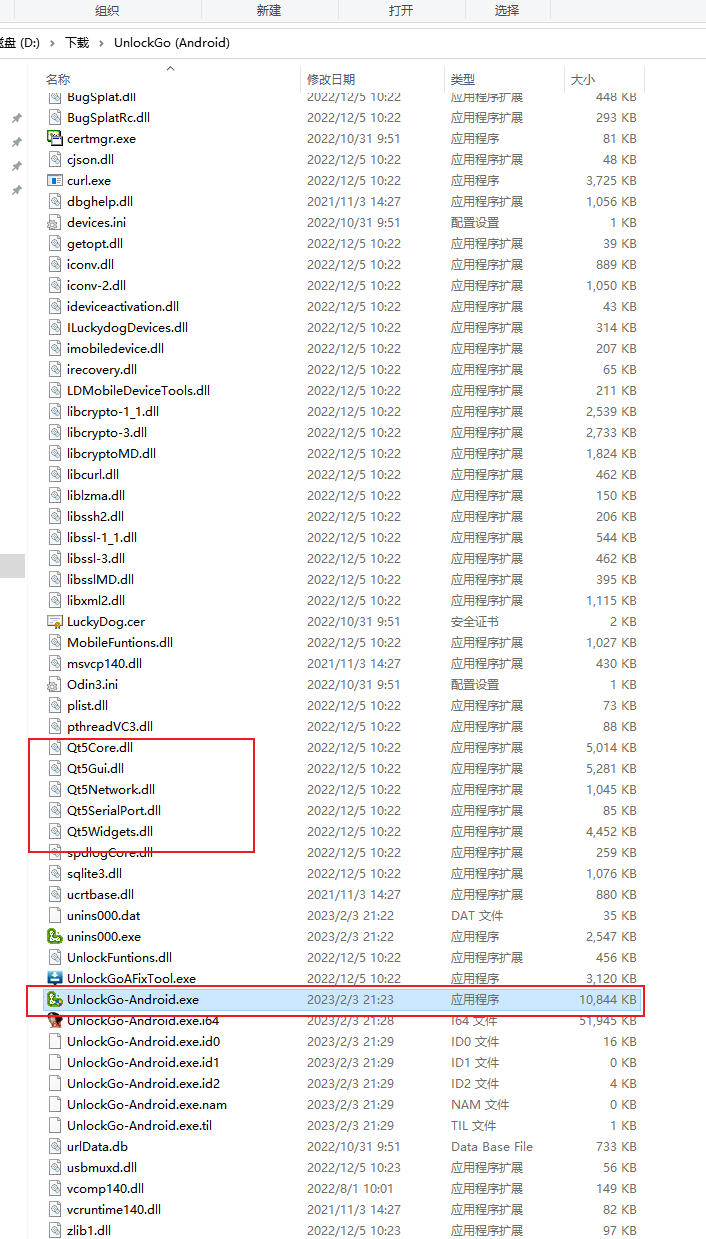 组织 新建 打开 选择
磁盘 (D:) › 下载 › UnlockGo (Android)
名称 修改日期 类型 大小
BugSplat.dll 2022/12/5 10:22 应用程序扩展 448 KB
BugSplatRc.dll 2022/12/5 10:22 应用程序扩展 293 KB
certmgr.exe 2022/10/31 9:51 应用程序 81 KB
cjson.dll 2022/12/5 10:22 应用程序扩展 48 KB
curl.exe 2022/12/5 10:22 应用程序 3,725 KB
dbghelp.dll 2021/11/3 14:27 应用程序扩展 1,056 KB
devices.ini 2022/10/31 9:51 配置设置 1 KB
getopt.dll 2022/12/5 10:22 应用程序扩展 39 KB
iconv.dll 2022/12/5 10:22 应用程序扩展 889 KB
iconv-2.dll 2022/12/5 10:22 应用程序扩展 1,050 KB
ideviceactivation.dll 2022/12/5 10:22 应用程序扩展 43 KB
ILuckydogDevices.dll 2022/12/5 10:22 应用程序扩展 314 KB
imobiledevice.dll 2022/12/5 10:22 应用程序扩展 207 KB
irecovery.dll 2022/12/5 10:22 应用程序扩展 65 KB
LDMobileDeviceTools.dll 2022/12/5 10:22 应用程序扩展 211 KB
libcrypto-1_1.dll 2022/12/5 10:22 应用程序扩展 2,539 KB
libcrypto-3.dll 2022/12/5 10:22 应用程序扩展 2,733 KB
libcryptoMD.dll 2022/12/5 10:22 应用程序扩展 1,824 KB
libcurl.dll 2022/12/5 10:22 应用程序扩展 462 KB
liblzma.dll 2022/12/5 10:22 应用程序扩展 150 KB
libssh2.dll 2022/12/5 10:22 应用程序扩展 206 KB
libssl-1_1.dll 2022/12/5 10:22 应用程序扩展 544 KB
libssl-3.dll 2022/12/5 10:22 应用程序扩展 462 KB
libsslMD.dll 2022/12/5 10:22 应用程序扩展 395 KB
libxml2.dll 2022/12/5 10:22 应用程序扩展 1,115 KB
LuckyDog.cer 2022/10/31 9:51 安全证书 2 KB
MobileFuntions.dll 2022/12/5 10:22 应用程序扩展 1,027 KB
msvcp140.dll 2021/11/3 14:27 应用程序扩展 430 KB
Odin3.ini 2022/10/31 9:51 配置设置 1 KB
plist.dll 2022/12/5 10:22 应用程序扩展 73 KB
pthreadVC3.dll 2022/12/5 10:22 应用程序扩展 88 KB
Qt5Core.dll 2022/12/5 10:22 应用程序扩展 5,014 KB
Qt5Gui.dll 2022/12/5 10:22 应用程序扩展 5,281 KB
Qt5Network.dll 2022/12/5 10:22 应用程序扩展 1,045 KB
Qt5SerialPort.dll 2022/12/5 10:22 应用程序扩展 85 KB
Qt5Widgets.dll 2022/12/5 10:22 应用程序扩展 4,452 KB
spdlogCore.dll 2022/12/5 10:22 应用程序扩展 259 KB
sqlite3.dll 2022/12/5 10:22 应用程序扩展 1,076 KB
ucrtbase.dll 2021/11/3 14:27 应用程序扩展 880 KB
unins000.dat 2023/2/3 21:22 DAT 文件 35 KB
unins000.exe 2023/2/3 21:22 应用程序 2,547 KB
UnlockFuntions.dll 2022/12/5 10:22 应用程序扩展 456 KB
UnlockGoAFixTool.exe 2022/12/5 10:22 应用程序 3,120 KB
UnlockGo-Android.exe 2023/2/3 21:23 应用程序 10,844 KB
UnlockGo-Android.exe.i64 2023/2/3 21:28 I64 文件 51,945 KB
UnlockGo-Android.exe.id0 2023/2/3 21:29 ID0 文件 16 KB
UnlockGo-Android.exe.id1 2023/2/3 21:29 ID1 文件 0 KB
UnlockGo-Android.exe.id2 2023/2/3 21:29 ID2 文件 4 KB
UnlockGo-Android.exe.nam 2023/2/3 21:29 NAM 文件 0 KB
UnlockGo-Android.exe.til 2023/2/3 21:29 TIL 文件 1 KB
urlData.db 2022/10/31 9:51 Data Base File 733 KB
usbmuxd.dll 2022/12/5 10:23 应用程序扩展 56 KB
vcomp140.dll 2022/8/1 10:01 应用程序扩展 149 KB
vcruntime140.dll 2021/11/3 14:27 应用程序扩展 82 KB
zlib1.dll 2022/12/5 10:23 应用程序扩展 97 KB